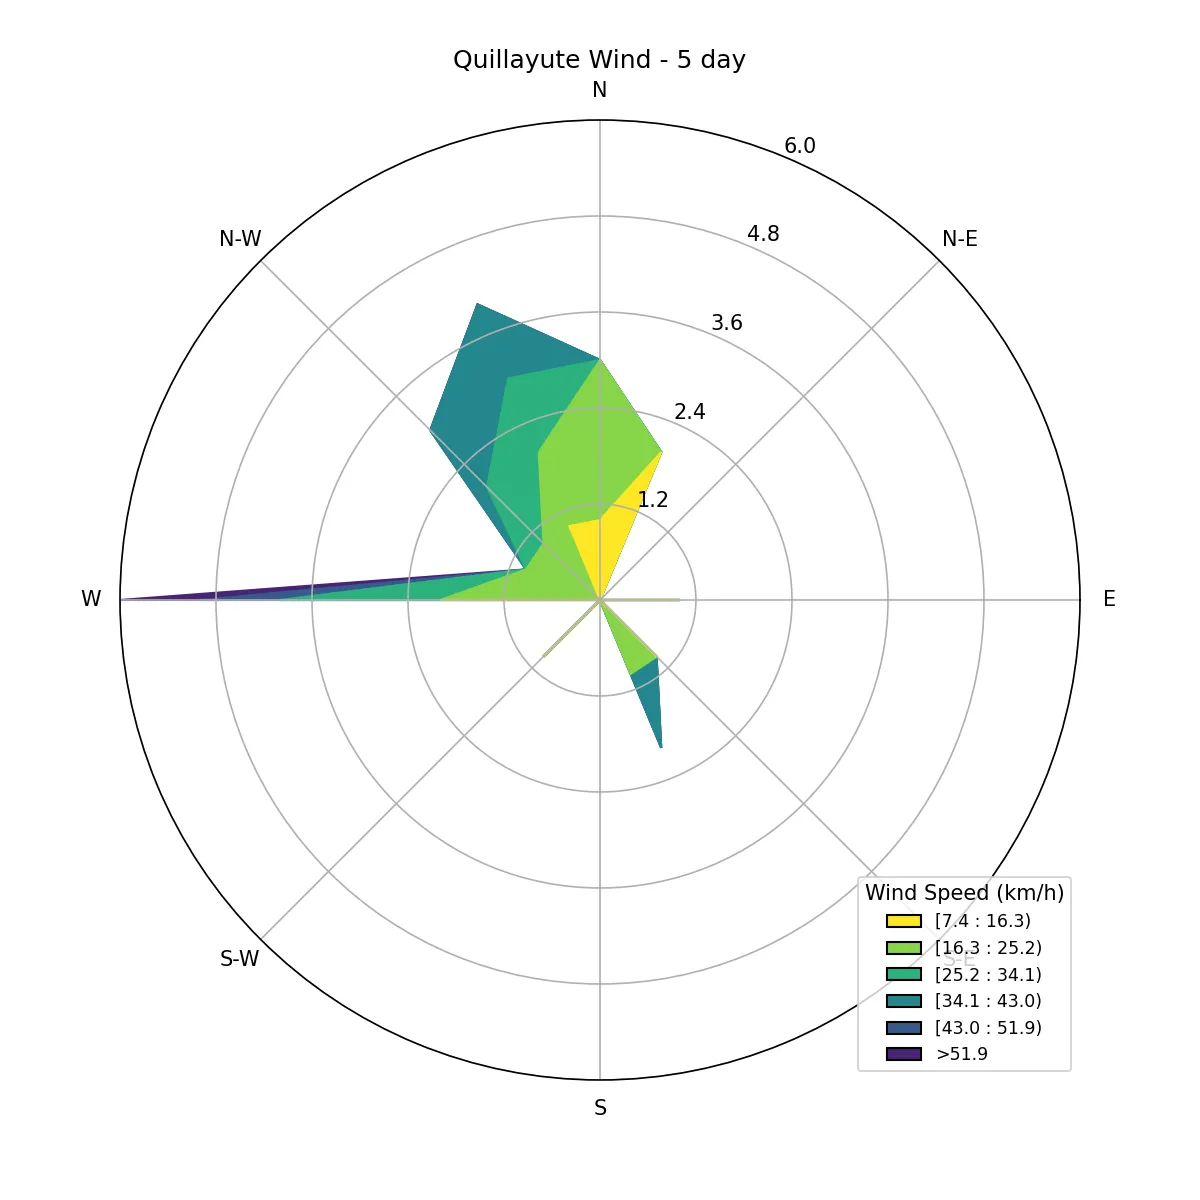 Quillayute Wind - 5 day
N
6.0
4.8
N-W
N-E
3.6
2.4
1.2
W
E
Wind Speed (km/h)
[7.4 : 16.3)
[16.3 : 25.2)
S-W
S-E
[25.2 : 34.1)
[34.1 : 43.0)
[43.0 : 51.9)
>51.9
S